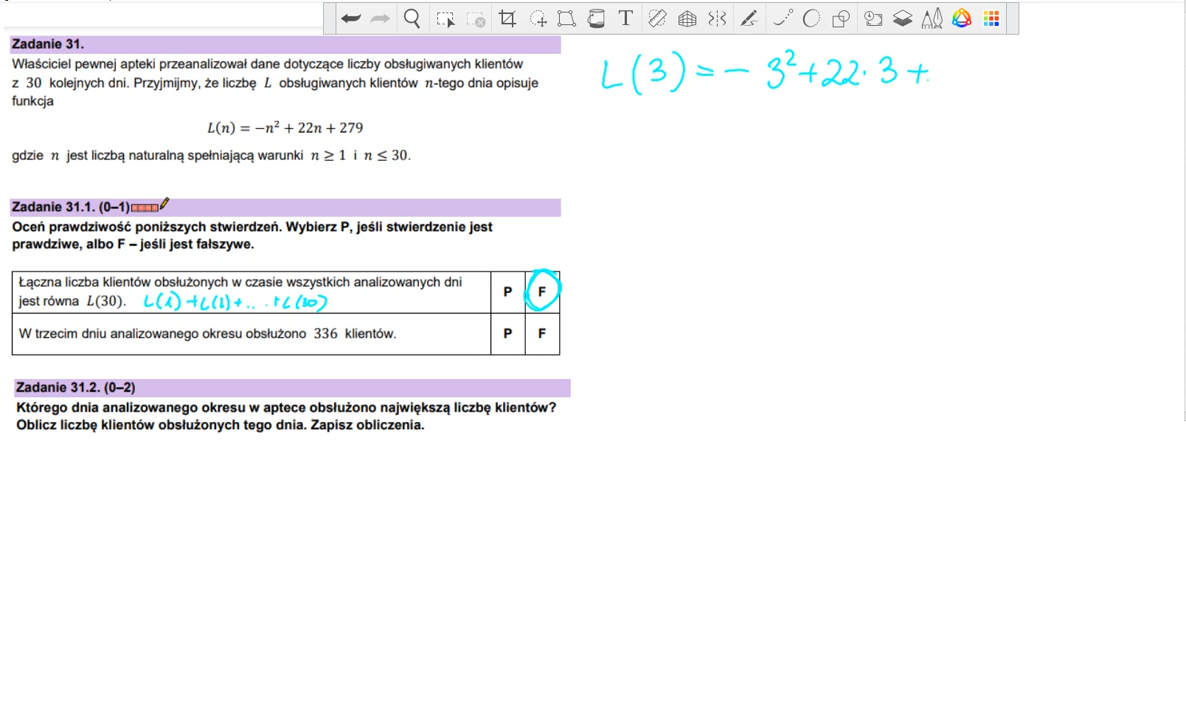 Zadanie 31.
Właściciel pewnej apteki przeanalizował dane dotyczące liczby obsługiwanych klientów
z 30 kolejnych dni. Przyjmijmy, że liczbę L obsługiwanych klientów n-tego dnia opisuje
funkcja
L(n) = −n² + 22n + 279
gdzie n jest liczbą naturalną spełniającą warunki n ≥ 1 i n ≤ 30.
L(3) = − 3² + 22 · 3 +
Zadanie 31.1. (0–1)
Oceń prawdziwość poniższych stwierdzeń. Wybierz P, jeśli stwierdzenie jest
prawdziwe, albo F – jeśli jest fałszywe.
Łączna liczba klientów obsłużonych w czasie wszystkich analizowanych dni
jest równa L(30). L(1)+L(2)+... +L(30)
P F
W trzecim dniu analizowanego okresu obsłużono 336 klientów. P F
Zadanie 31.2. (0–2)
Którego dnia analizowanego okresu w aptece obsłużono największą liczbę klientów?
Oblicz liczbę klientów obsłużonych tego dnia. Zapisz obliczenia.